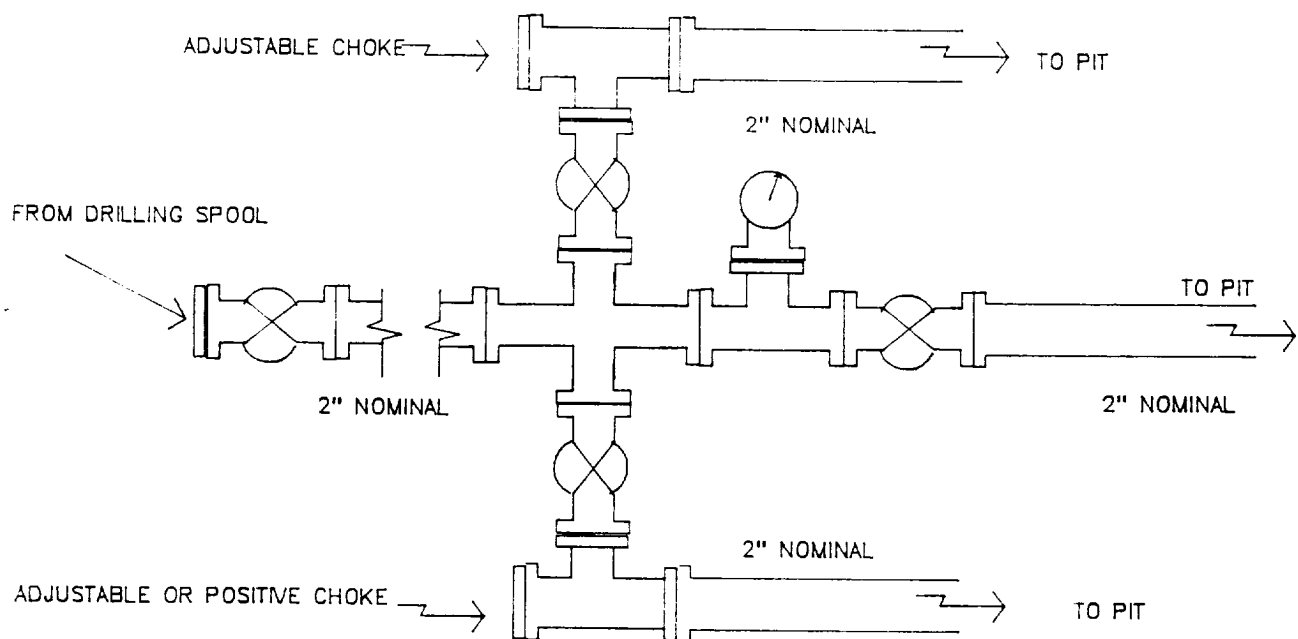 ADJUSTABLE CHOKE
TO PIT
2" NOMINAL
FROM DRILLING SPOOL
TO PIT
2" NOMINAL
2" NOMINAL
2" NOMINAL
ADJUSTABLE OR POSITIVE CHOKE
TO PIT